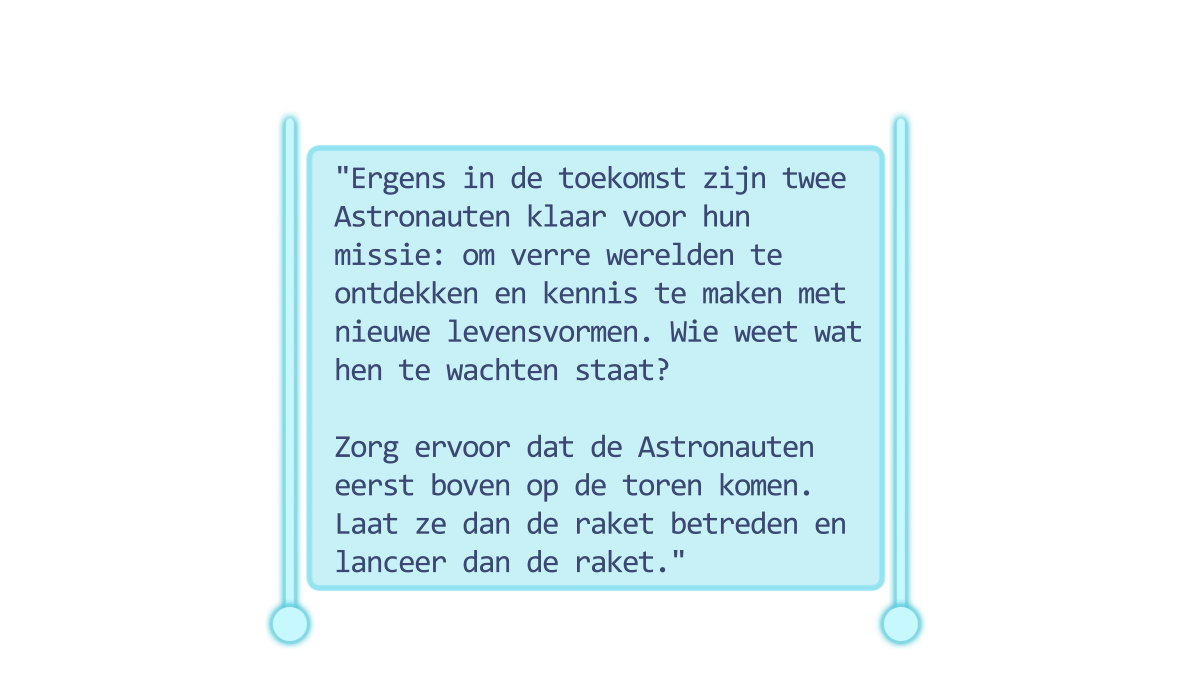 "Ergens in de toekomst zijn twee
Astronauten klaar voor hun
missie: om verre werelden te
ontdekken en kennis te maken met
nieuwe levensvormen. Wie weet wat
hen te wachten staat?

Zorg ervoor dat de Astronauten
eerst boven op de toren komen.
Laat ze dan de raket betreden en
lanceer dan de raket."